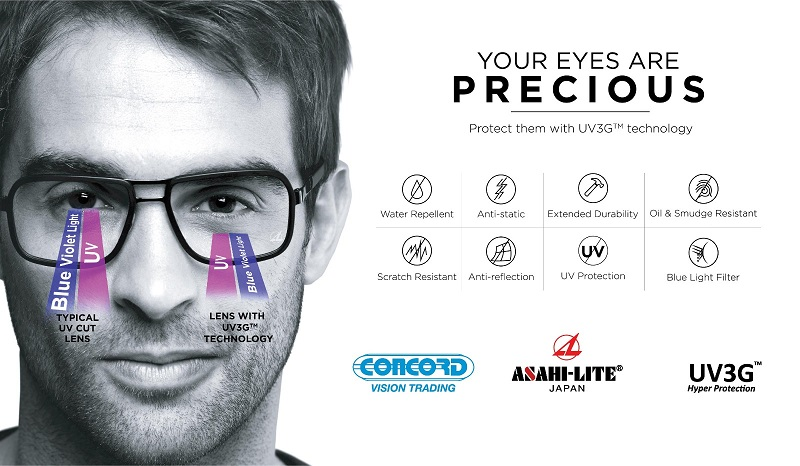 YOUR EYES ARE
PRECIOUS
Protect them with UV3G™ technology
Water Repellent
Anti-static
Extended Durability
Oil & Smudge Resistant
UV
Scratch Resistant
Anti-reflection
UV Protection
Blue Light Filter
Blue Violet Light
UV
TYPICAL
UV CUT
LENS
UV
Blue Violet Light
LENS WITH
UV3G™
TECHNOLOGY
CONCORD
VISION TRADING
ASAHI-LITE®
JAPAN
UV3G™
Hyper Protection